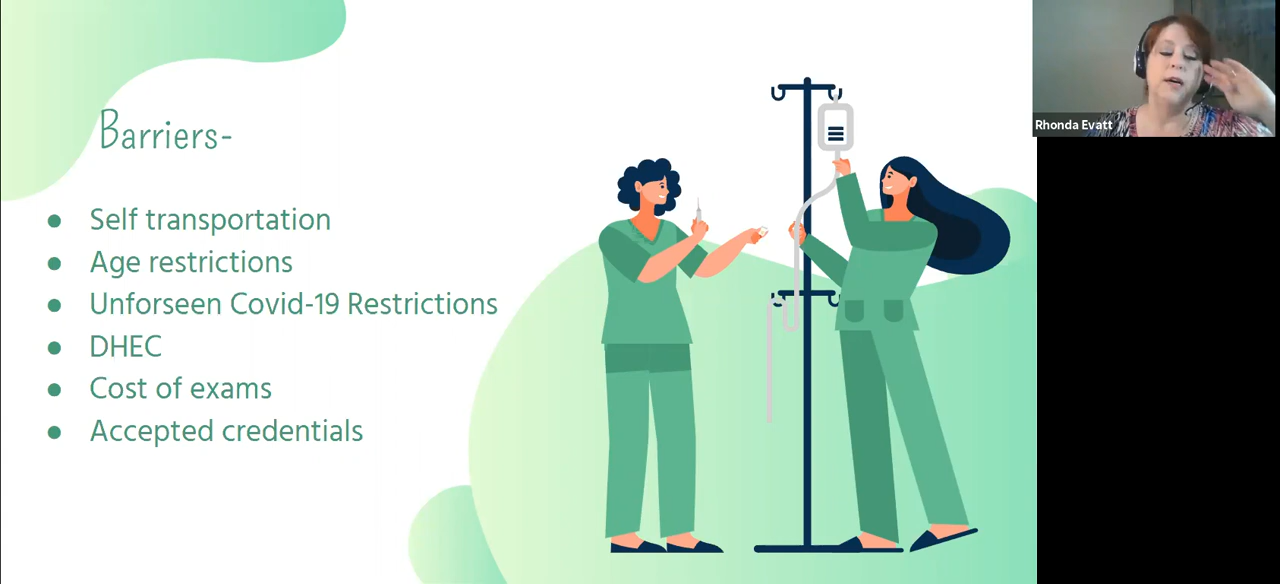 Barriers-
Self transportation
Age restrictions
Unforseen Covid-19 Restrictions
DHEC
Cost of exams
Accepted credentials
Rhonda Evatt